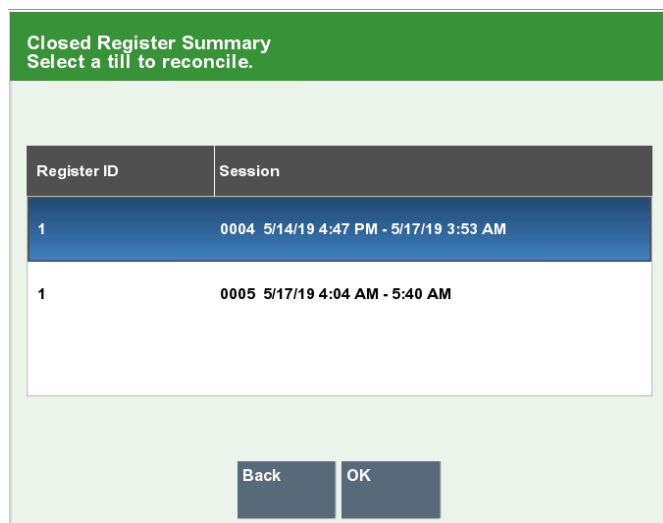 Closed Register Summary
Select a till to reconcile.
Register ID Session
1 0004 5/14/19 4:47 PM - 5/17/19 3:53 AM
1 0005 5/17/19 4:04 AM - 5:40 AM
Back OK